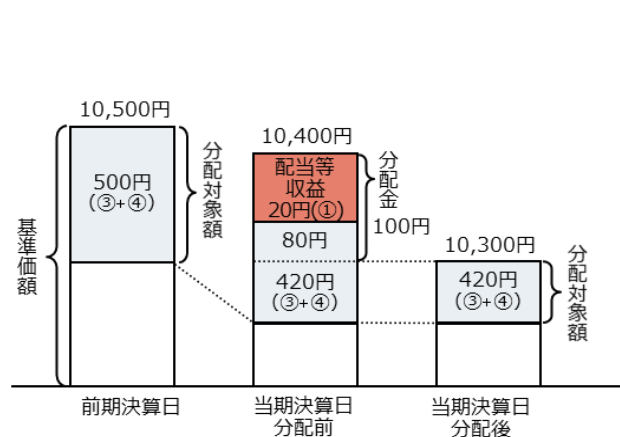 10,500円
500円
(③+④)
分配対象額
基準価額
前期決算日
10,400円
配当等
収益
20円(①)
80円
420円
(③+④)
分配金
100円
当期決算日
分配前
10,300円
420円
(③+④)
分配対象額
当期決算日
分配後